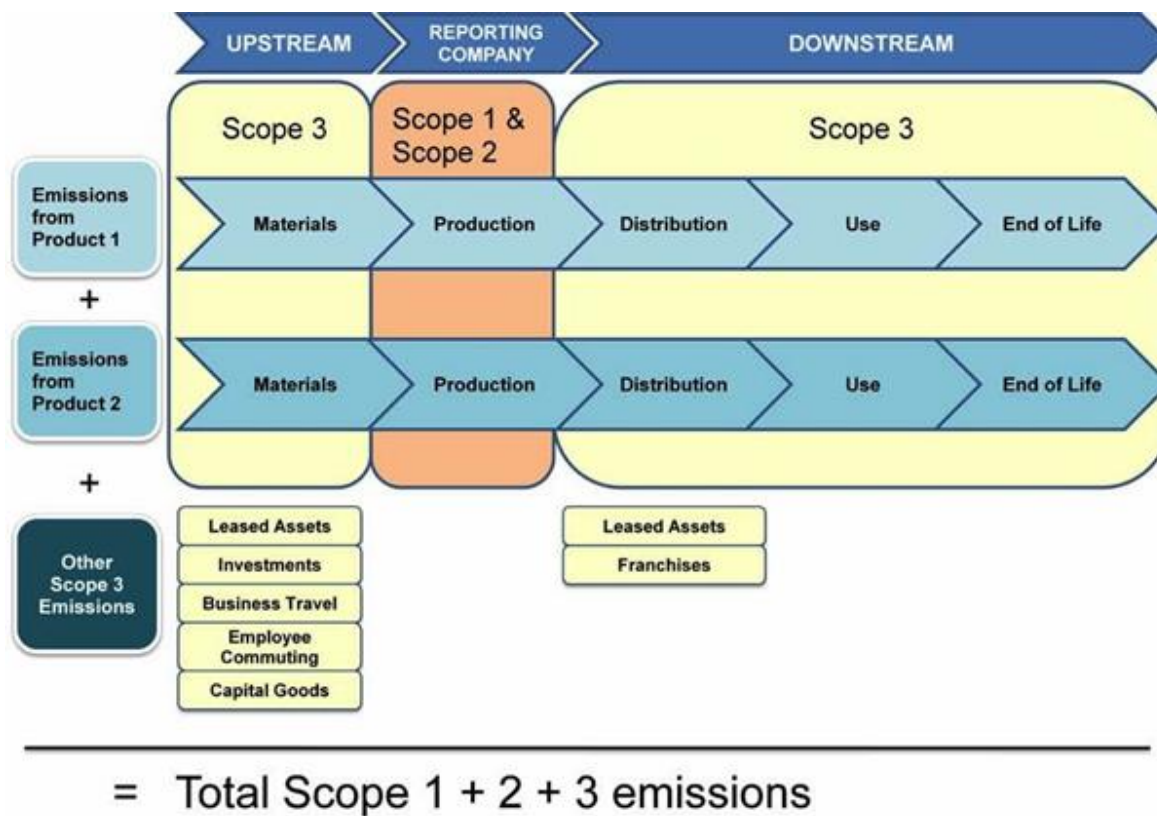 UPSTREAM
REPORTING
COMPANY
DOWNSTREAM
Scope 3
Scope 1 &
Scope 2
Scope 3
Emissions
from
Product 1
Materials
Production
Distribution
Use
End of Life
+
Emissions
from
Product 2
Materials
Production
Distribution
Use
End of Life
+
Other
Scope 3
Emissions
Leased Assets
Investments
Business Travel
Employee
Commuting
Capital Goods
Leased Assets
Franchises
= Total Scope 1 + 2 + 3 emissions